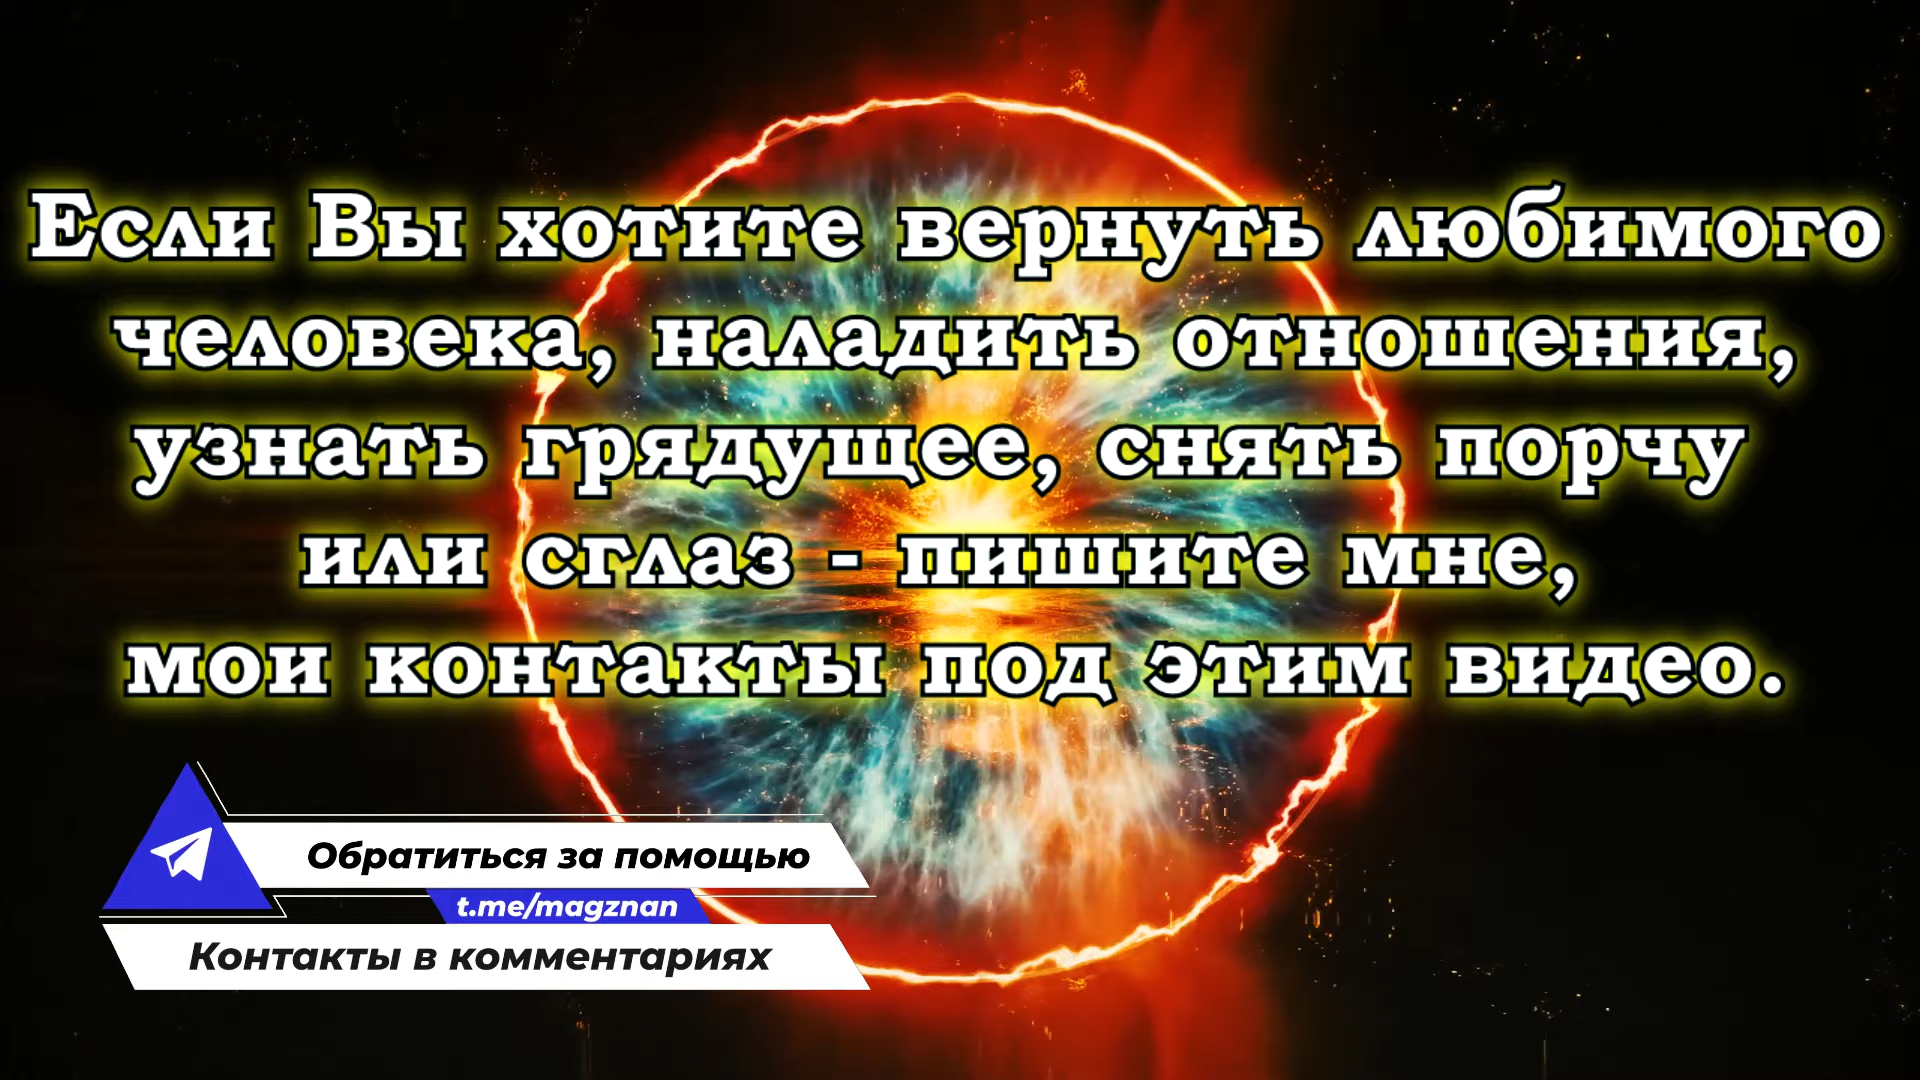 Если Вы хотите вернуть любимого
человека, наладить отношения,
узнать грядущее, снять порчу
или сглаз - пишите мне,
мои контакты под этим видео.
Обратиться за помощью
t.me/magznan
Контакты в комментариях